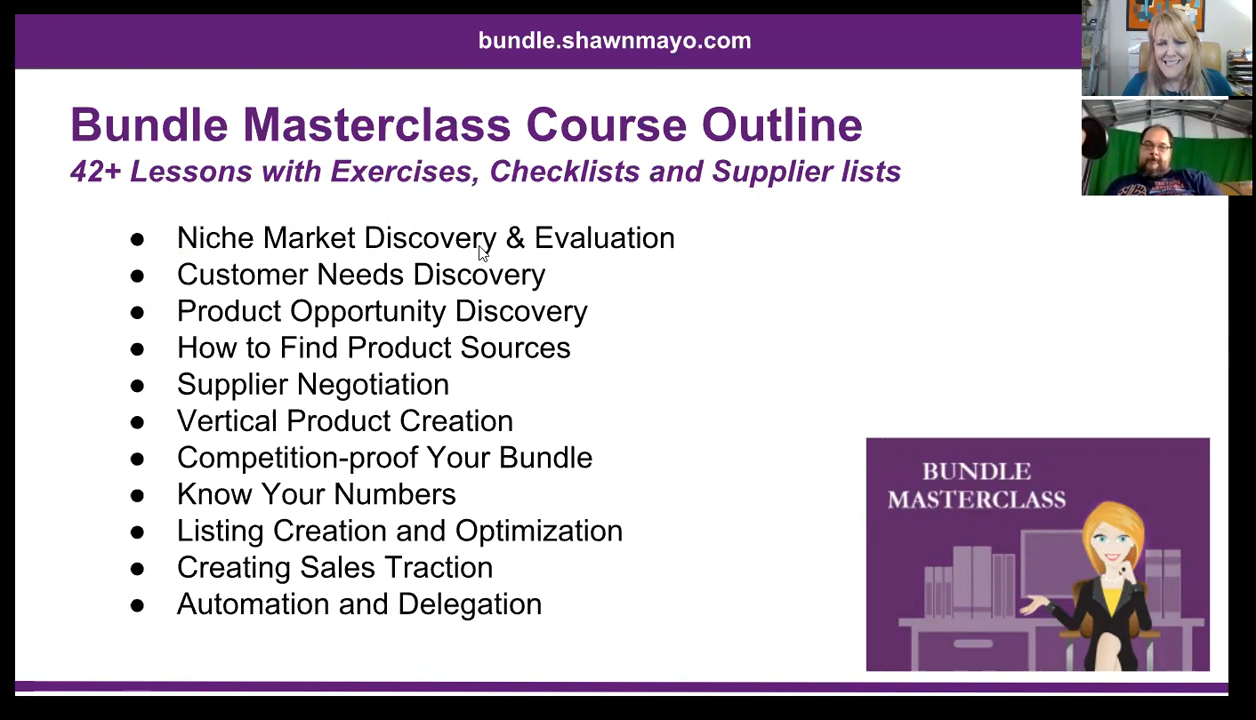 bundle.shawnmayo.com
Bundle Masterclass Course Outline
42+ Lessons with Exercises, Checklists and Supplier lists
● Niche Market Discovery & Evaluation
● Customer Needs Discovery
● Product Opportunity Discovery
● How to Find Product Sources
● Supplier Negotiation
● Vertical Product Creation
● Competition-proof Your Bundle
● Know Your Numbers
● Listing Creation and Optimization
● Creating Sales Traction
● Automation and Delegation
BUNDLE
MASTERCLASS